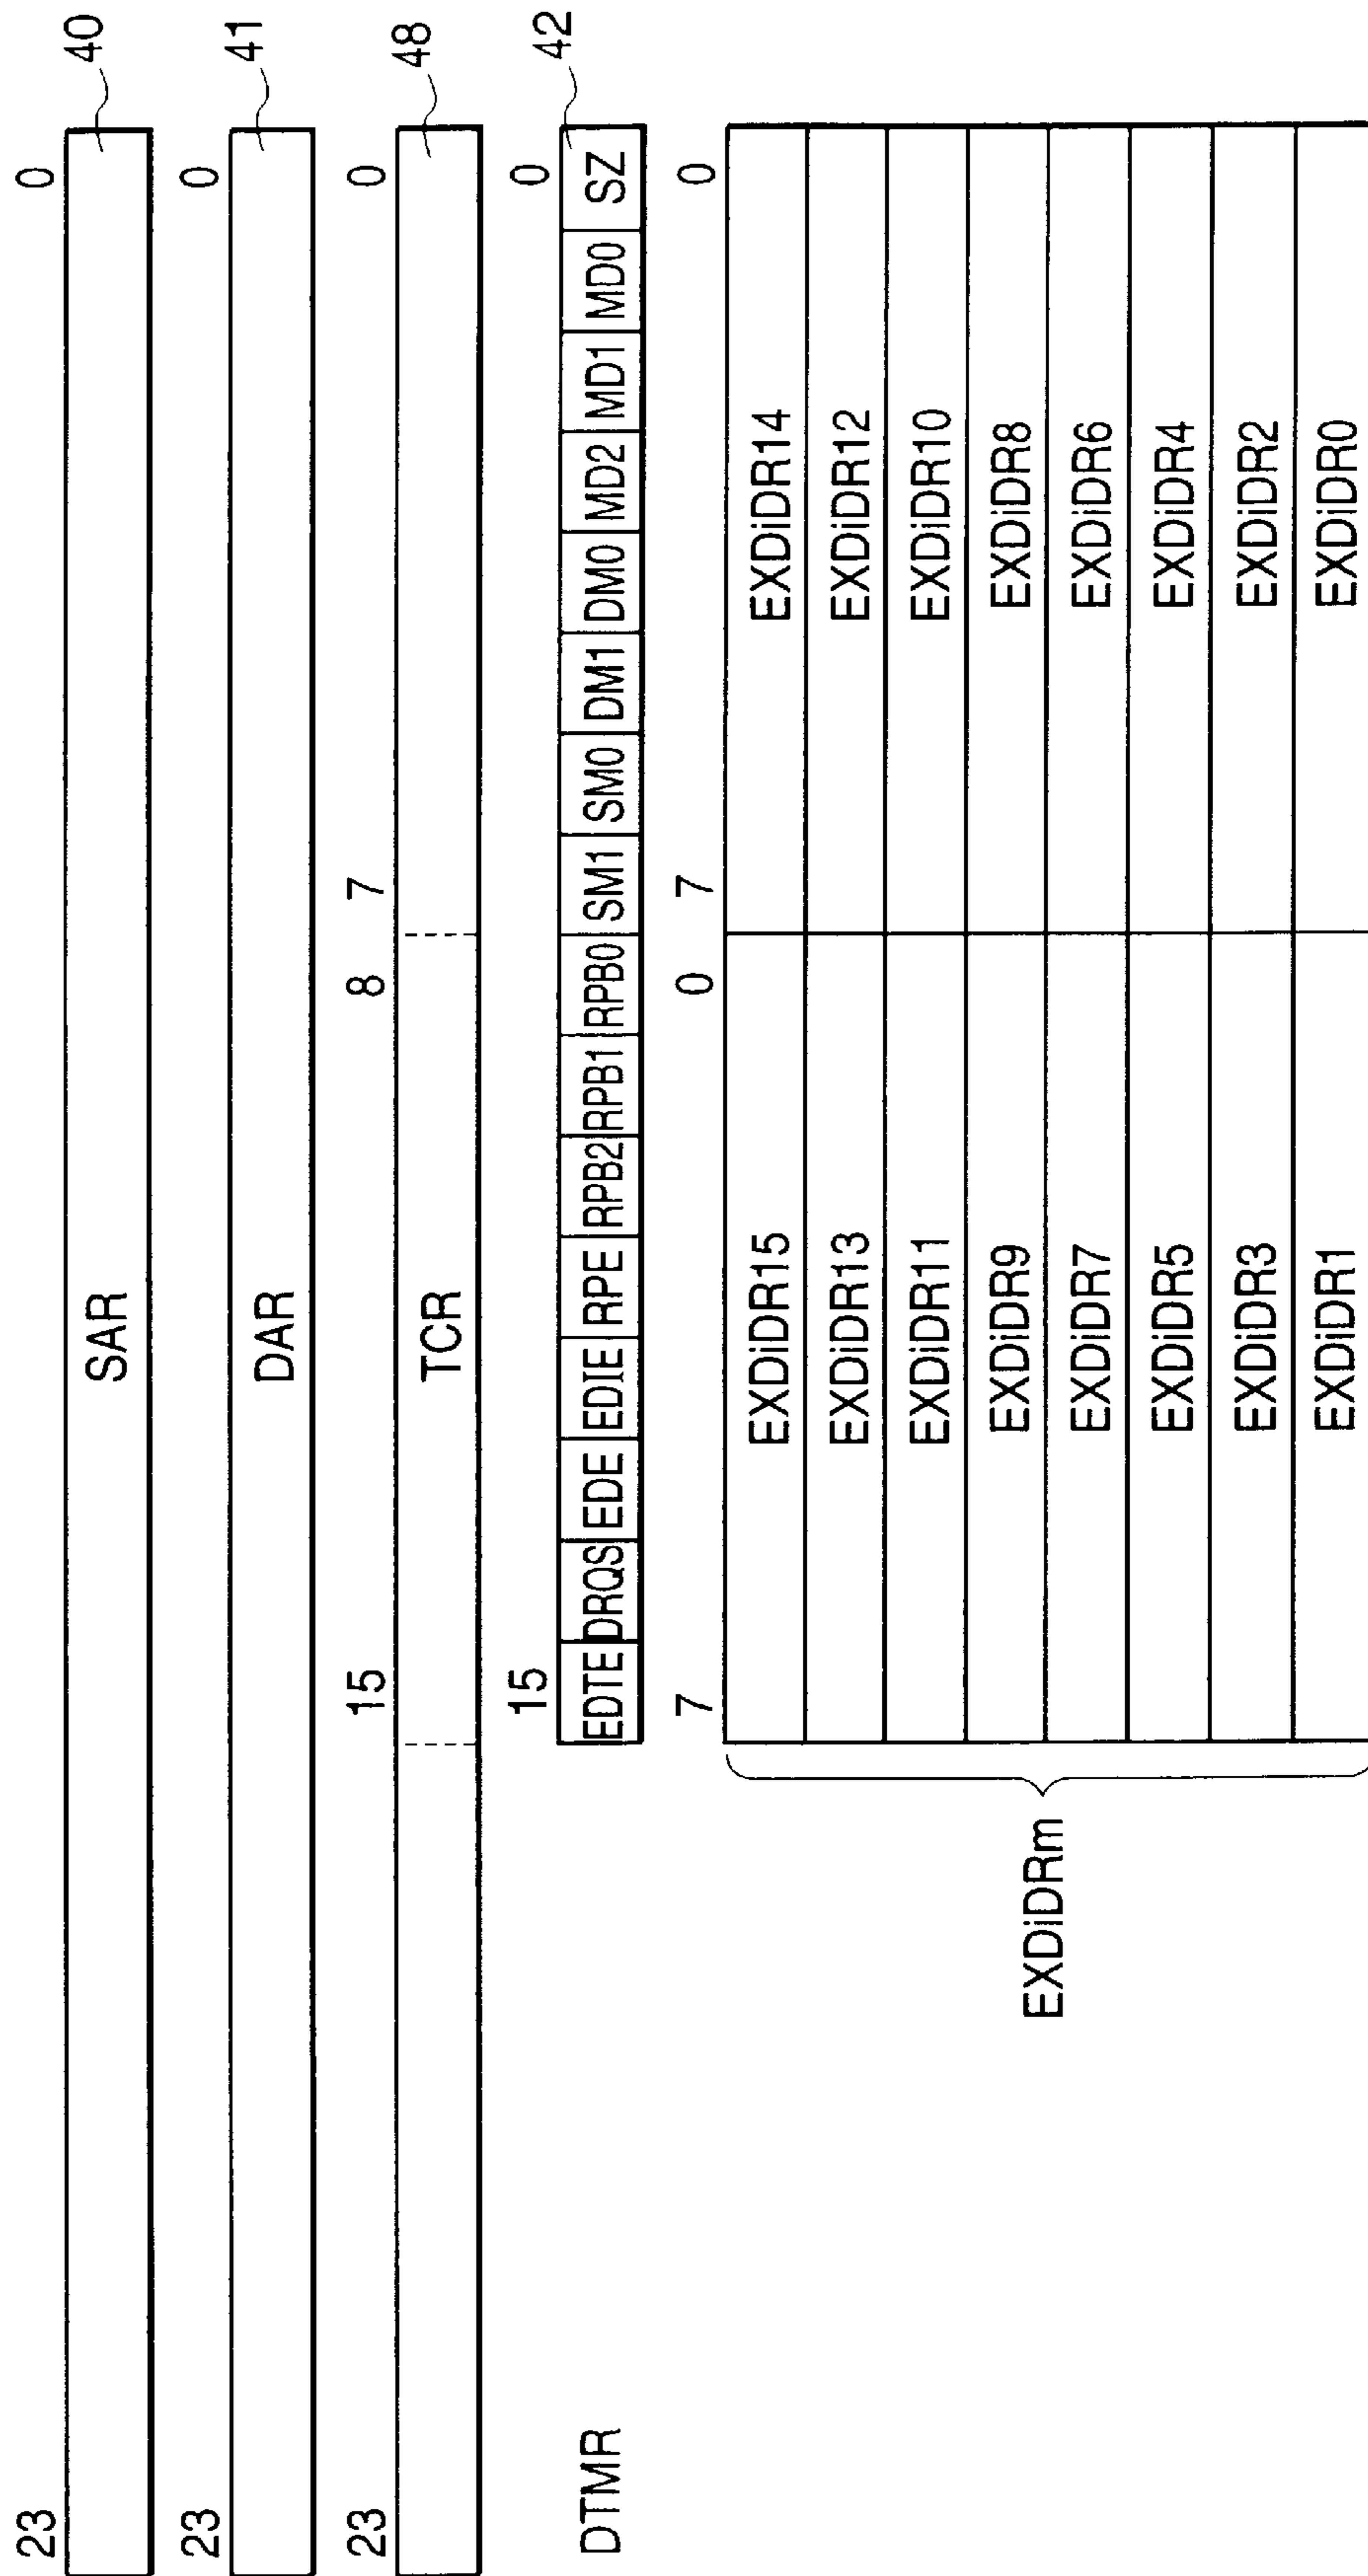 23 0
SAR 40
23 0
DAR 41
23 15 8 7 0
TCR 48
15 0
DTMR EDTE DRQS EDE EDIE RPE RPB2 RPB1 RPB0 SM1 SM0 DM1 DM0 MD2 MD1 MD0 SZ 42
7 0 7 0
EXDiDR15 EXDiDR14
EXDiDR13 EXDiDR12
EXDiDR11 EXDiDR10
EXDiDR9 EXDiDR8
EXDiDRm
EXDiDR7 EXDiDR6
EXDiDR5 EXDiDR4
EXDiDR3 EXDiDR2
EXDiDR1 EXDiDR0